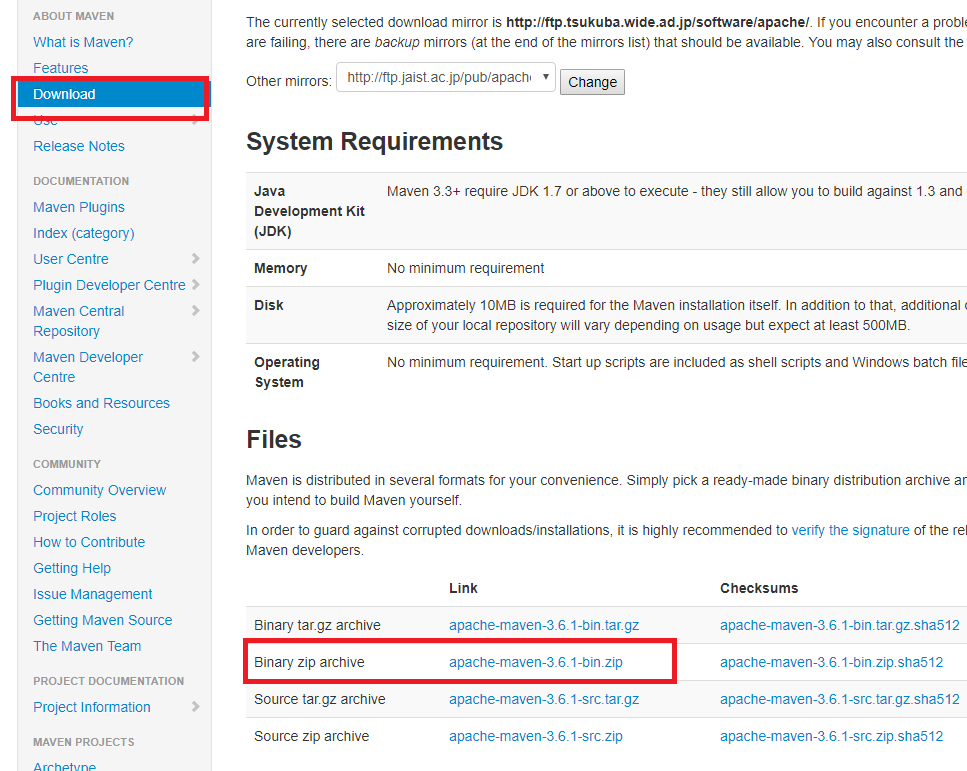 ABOUT MAVEN
What is Maven?
Features
Download
Use
Release Notes
DOCUMENTATION
Maven Plugins
Index (category)
User Centre
Plugin Developer Centre
Maven Central
Repository
Maven Developer
Centre
Books and Resources
Security
COMMUNITY
Community Overview
Project Roles
How to Contribute
Getting Help
Issue Management
Getting Maven Source
The Maven Team
PROJECT DOCUMENTATION
Project Information
MAVEN PROJECTS
Archetype
The currently selected download mirror is http://ftp.tsukuba.wide.ad.jp/software/apache/. If you encounter a
are failing, there are backup mirrors (at the end of the mirrors list) that should be available. You may also consult the
Other mirrors: http://ftp.jaist.ac.jp/pub/apach Change
System Requirements
Java Maven 3.3+ require JDK 1.7 or above to execute - they still allow you to build against 1.3 and
Development Kit
(JDK)
Memory No minimum requirement
Disk Approximately 10MB is required for the Maven installation itself. In addition to that, additional
size of your local repository will vary depending on usage but expect at least 500MB.
Operating No minimum requirement. Start up scripts are included as shell scripts and Windows batch
System
Files
Maven is distributed in several formats for your convenience. Simply pick a ready-made binary distribution archive
you intend to build Maven yourself.
In order to guard against corrupted downloads/installations, it is highly recommended to verify the signature of the
Maven developers.
Link Checksums
Binary tar.gz archive apache-maven-3.6.1-bin.tar.gz apache-maven-3.6.1-bin.tar.gz.sha512
Binary zip archive apache-maven-3.6.1-bin.zip apache-maven-3.6.1-bin.zip.sha512
Source tar.gz archive apache-maven-3.6.1-src.tar.gz apache-maven-3.6.1-src.tar.gz.sha512
Source zip archive apache-maven-3.6.1-src.zip apache-maven-3.6.1-src.zip.sha512